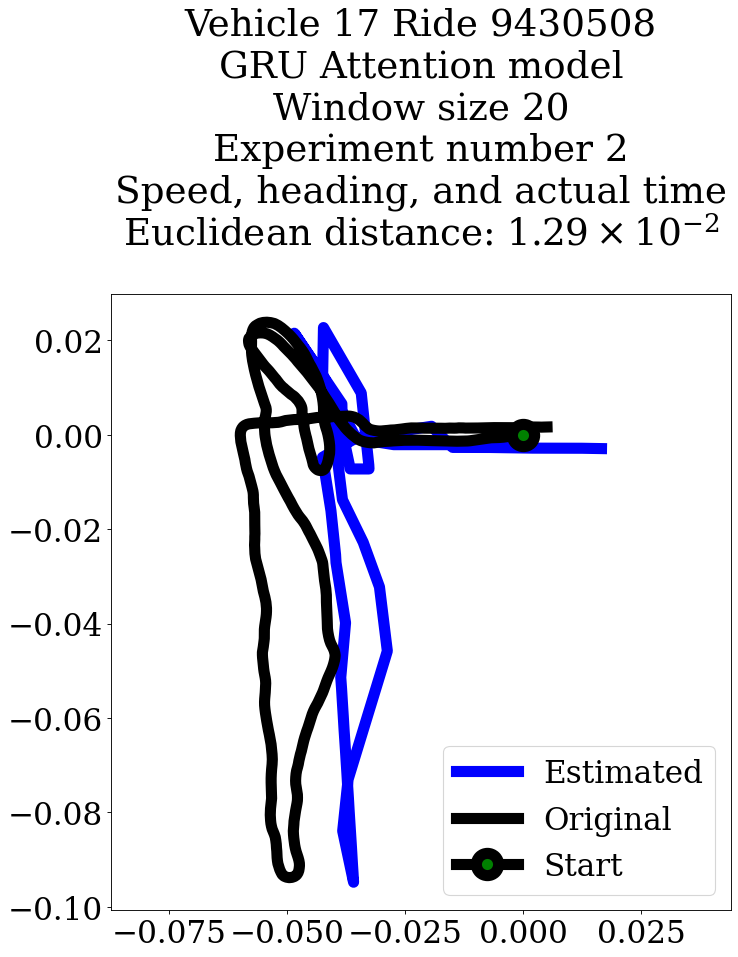 Vehicle 17 Ride 9430508
GRU Attention model
Window size 20
Experiment number 2
Speed, heading, and actual time
Euclidean distance: 1.29 × 10⁻²
0.02
0.00
−0.02
−0.04
−0.06
−0.08
−0.10
Estimated
Original
Start
−0.075 −0.050 −0.025 0.000 0.025